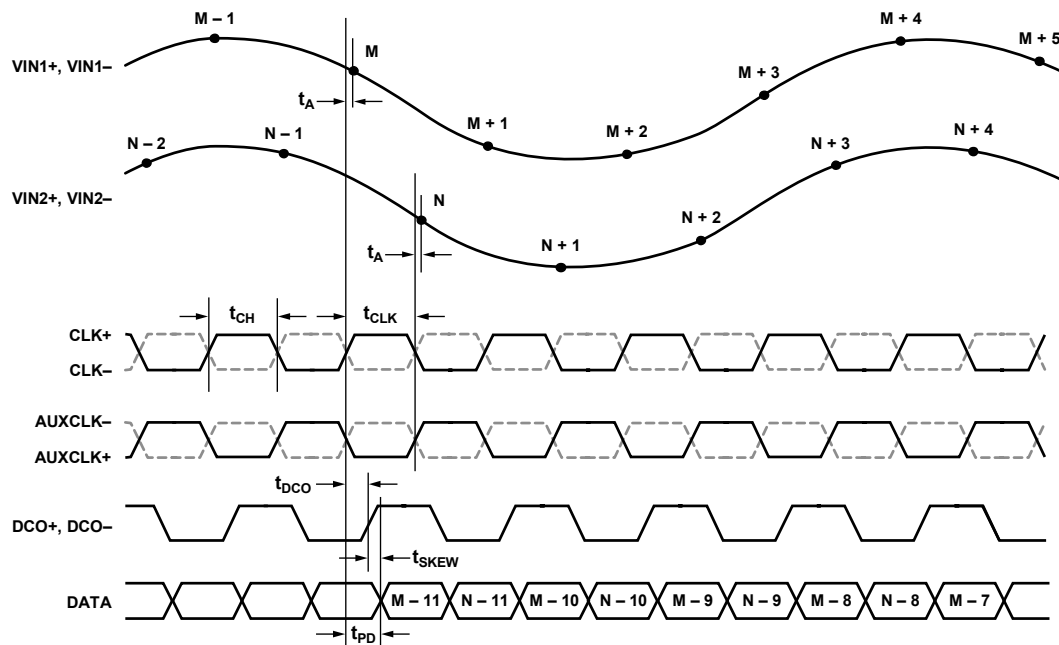 M – 1
M
M + 4
M + 5
VIN1+, VIN1–
M + 3
tA
M + 1
M + 2
N – 2
N – 1
N + 3
N + 4
VIN2+, VIN2–
N
N + 2
tA
N + 1
tCH
tCLK
CLK+
CLK–
AUXCLK–
AUXCLK+
tDCO
DCO+, DCO–
tSKEW
DATA
M – 11
N – 11
M – 10
N – 10
M – 9
N – 9
M – 8
N – 8
M – 7
tPD